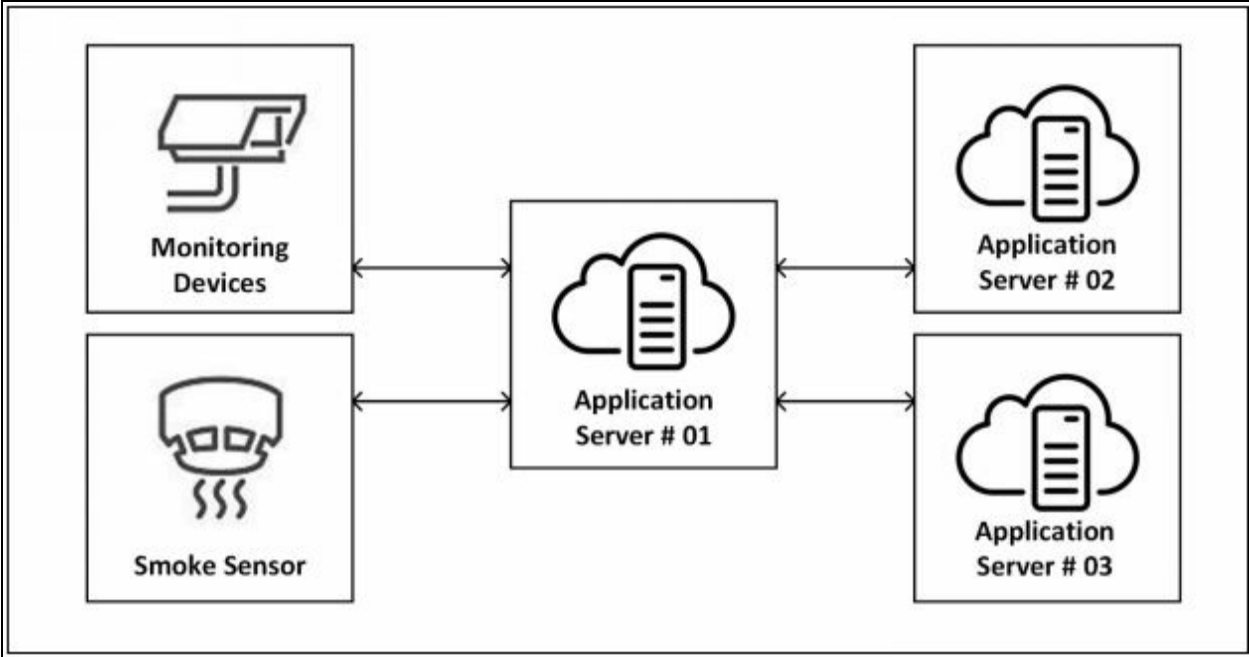 Monitoring
Devices
Smoke Sensor
Application
Server # 01
Application
Server # 02
Application
Server # 03